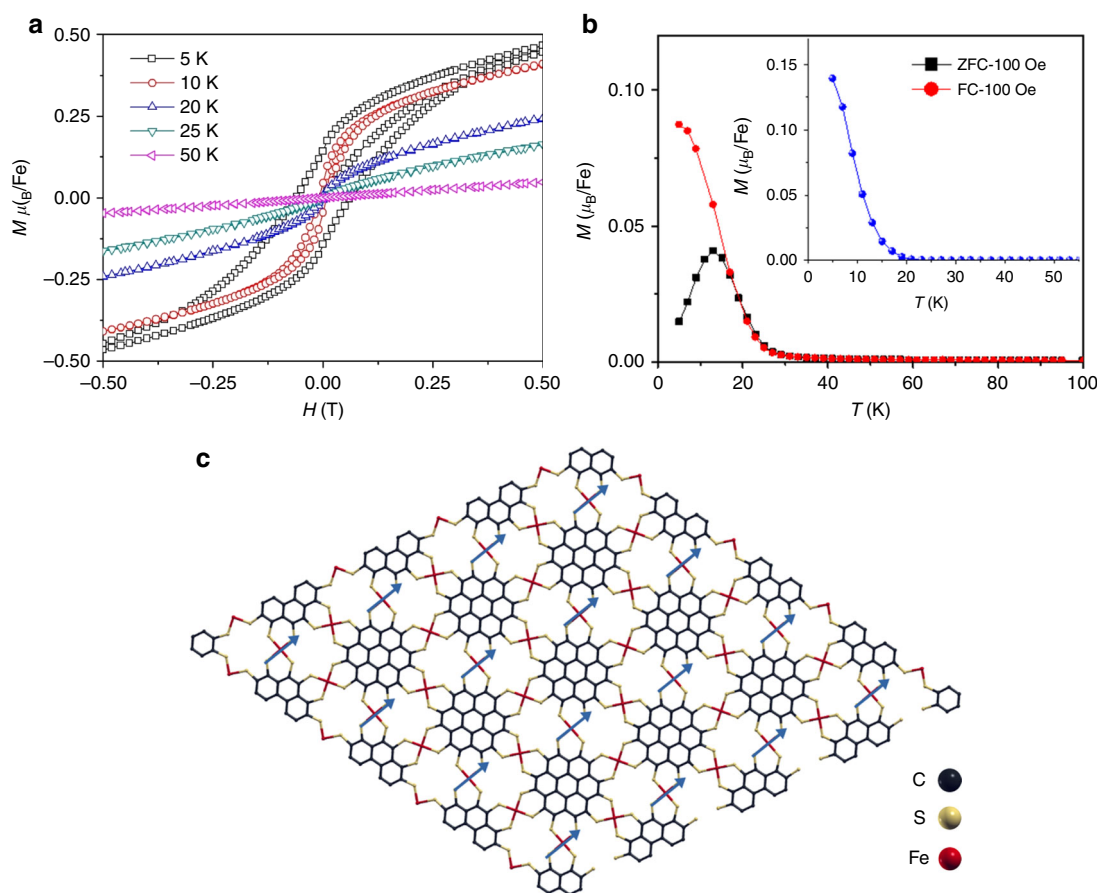 a
0.50
0.25
0.00
−0.25
−0.50
M μ(B/Fe)
5 K
10 K
20 K
25 K
50 K
−0.50 −0.25 0.00 0.25 0.50
H (T)
b
0.10
0.05
0.00
M (μB/Fe)
ZFC-100 Oe
FC-100 Oe
0.15
0.10
0.05
0.00
M (μB/Fe)
0 10 20 30 40 50
T (K)
0 20 40 60 80 100
T (K)
c
C
S
Fe